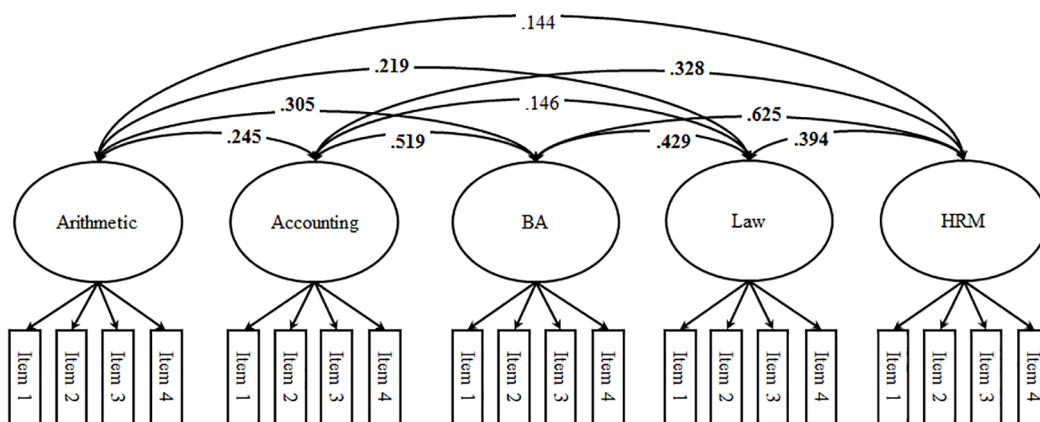 .144
.219
.328
.305
.146
.625
.245
.519
.429
.394
Arithmetic
Accounting
BA
Law
HRM
Item 1
Item 2
Item 3
Item 4
Item 1
Item 2
Item 3
Item 4
Item 1
Item 2
Item 3
Item 4
Item 1
Item 2
Item 3
Item 4
Item 1
Item 2
Item 3
Item 4